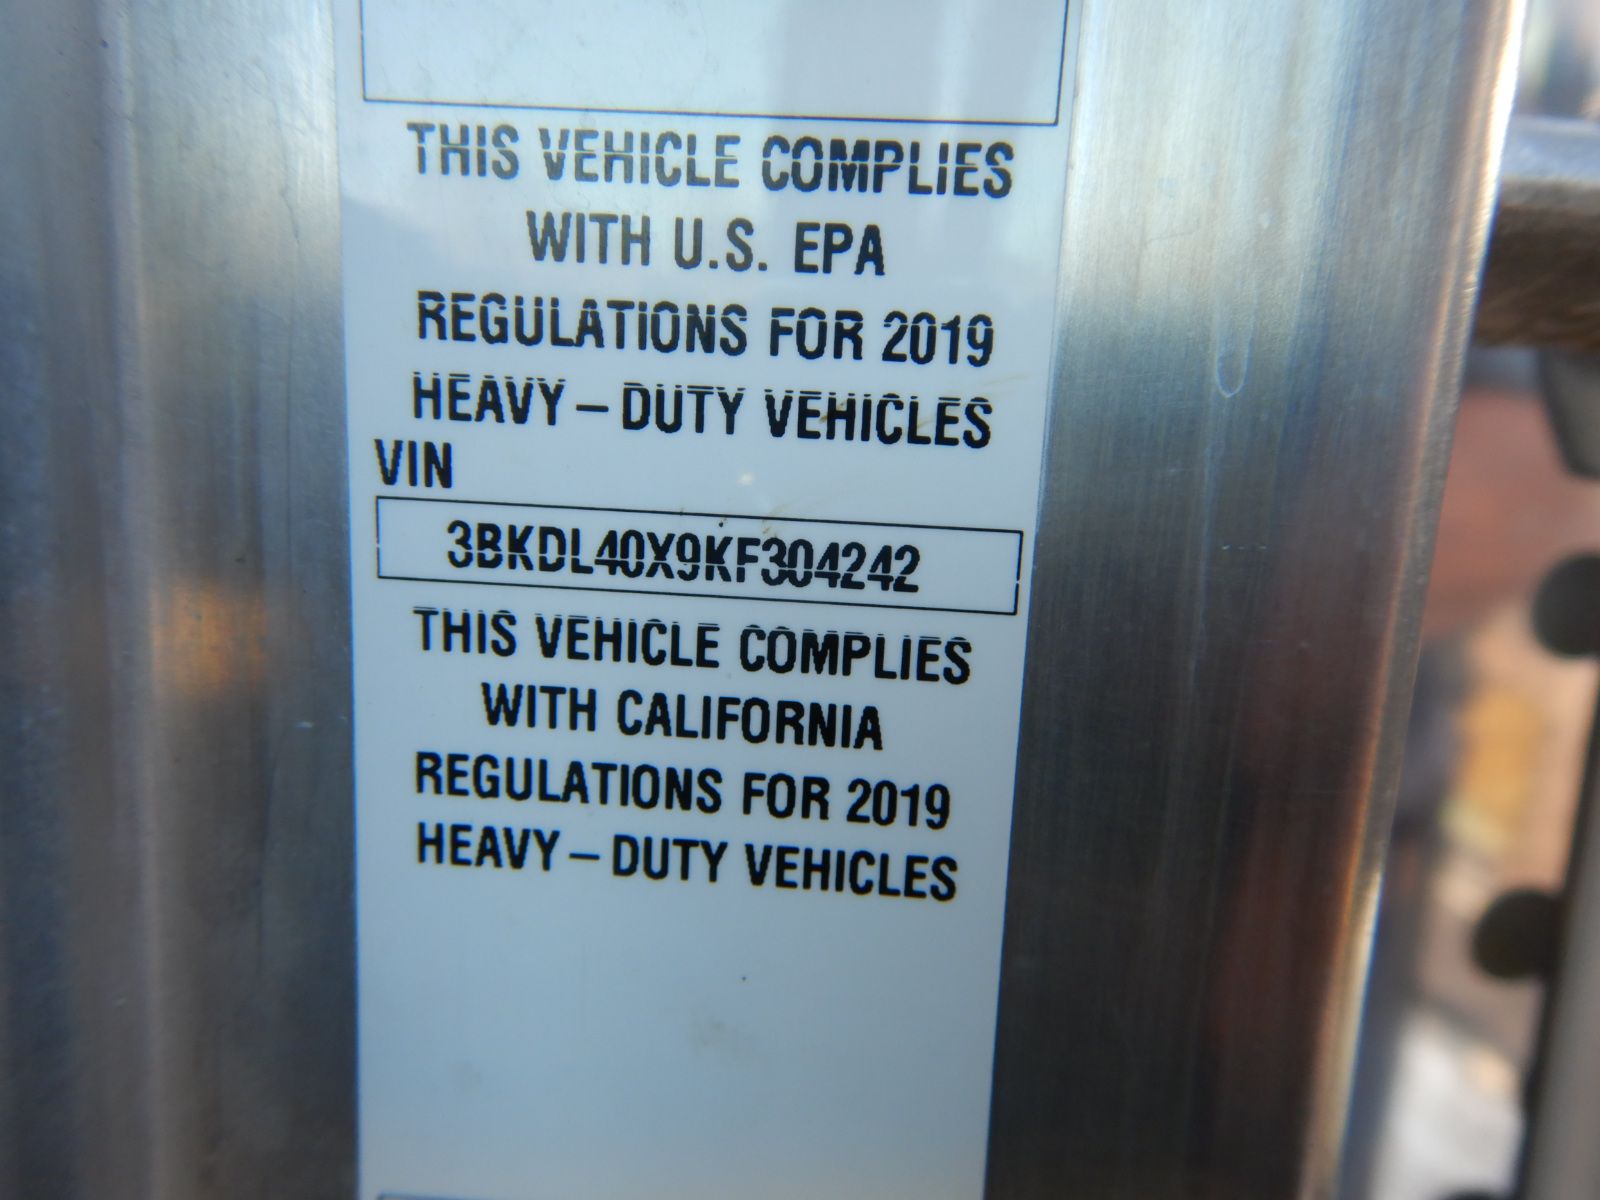 THIS VEHICLE COMPLIES
WITH U.S. EPA
REGULATIONS FOR 2019
HEAVY – DUTY VEHICLES
VIN
3BKDL40X9KF304242
THIS VEHICLE COMPLIES
WITH CALIFORNIA
REGULATIONS FOR 2019
HEAVY – DUTY VEHICLES